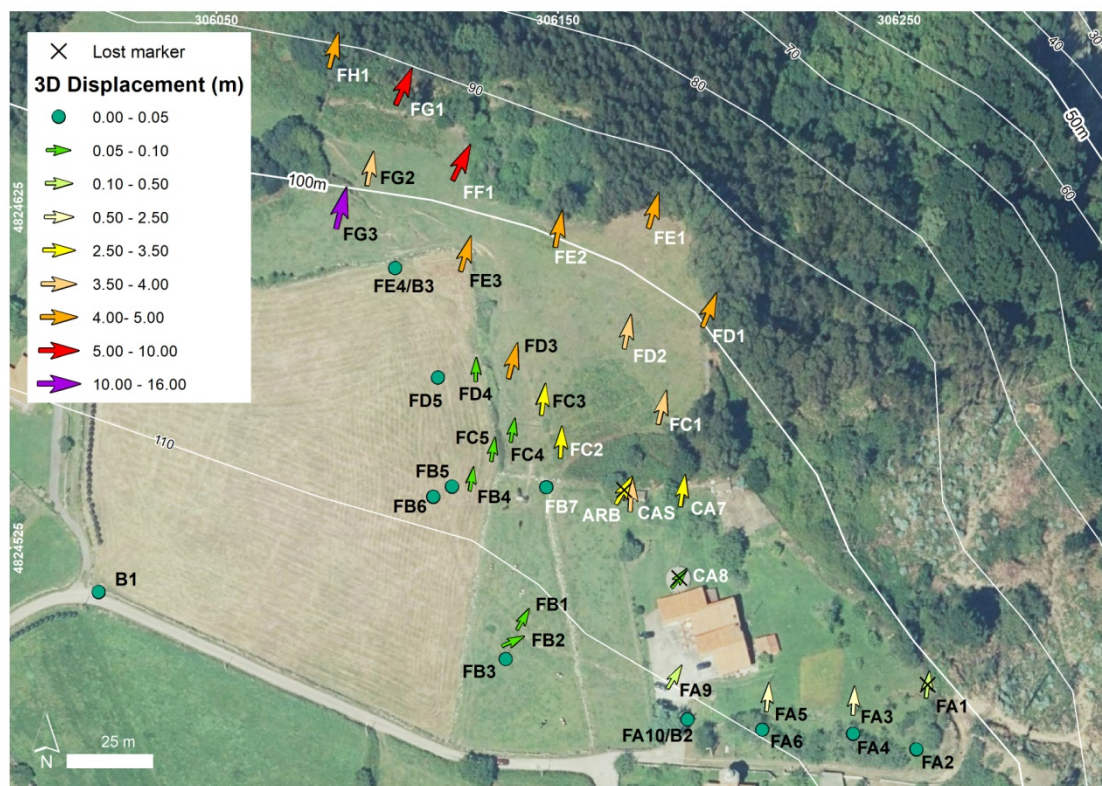 306050
306150
306250
Lost marker
3D Displacement (m)
0.00 - 0.05
0.05 - 0.10
0.10 - 0.50
0.50 - 2.50
2.50 - 3.50
3.50 - 4.00
4.00- 5.00
5.00 - 10.00
10.00 - 16.00
30
40
50m
60
70
80
90
100m
110
4824625
4824525
FH1
FG1
FG2
FF1
FG3
FE1
FE2
FE3
FE4/B3
FD1
FD2
FD3
FD4
FD5
FC3
FC1
FC2
FC4
FC5
FB4
FB5
FB6
FB7
ARB
CAS
CA7
CA8
B1
FB1
FB2
FB3
FA9
FA1
FA5
FA3
FA10/B2
FA6
FA4
FA2
N
25 m